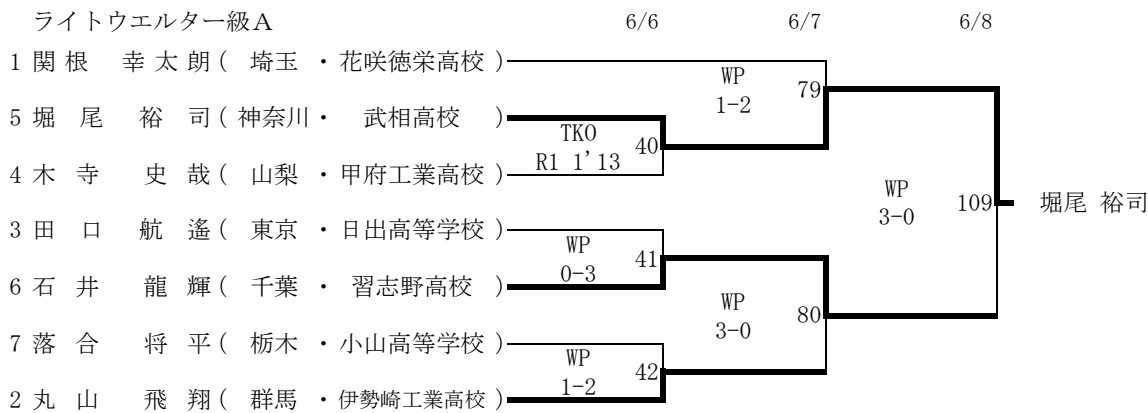 ライトウエルター級A 6/6 6/7 6/8
1 関根 幸太朗( 埼玉 ・ 花咲徳栄高校 )
WP
79
1-2
5 堀尾 裕司( 神奈川 ・ 武相高校 )
TKO
40
R1 1'13
4 木寺 史哉( 山梨 ・ 甲府工業高校 )
WP
109 堀尾 裕司
3-0
3 田口 航遙( 東京 ・ 日出高等学校 )
WP
41
0-3
6 石井 龍輝( 千葉 ・ 習志野高校 )
WP
80
3-0
7 落合 将平( 栃木 ・ 小山高等学校 )
WP
42
1-2
2 丸山 飛翔( 群馬 ・ 伊勢崎工業高校 )